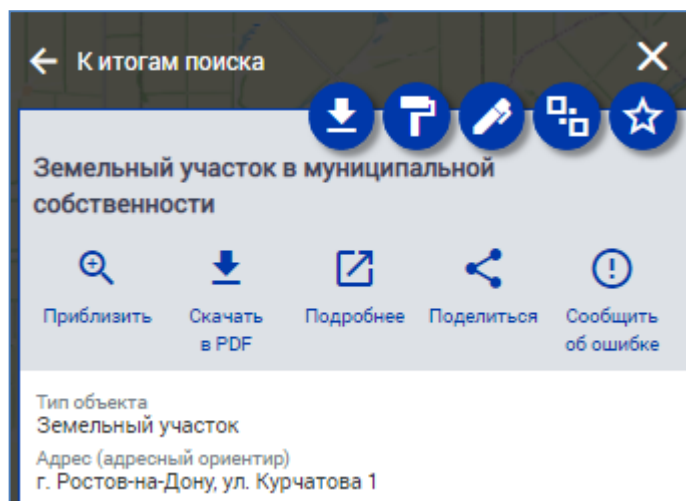 К итогам поиска
Земельный участок в муниципальной
собственности
Приблизить
Скачать
в PDF
Подробнее
Поделиться
Сообщить
об ошибке
Тип объекта
Земельный участок
Адрес (адресный ориентир)
г. Ростов-на-Дону, ул. Курчатова 1